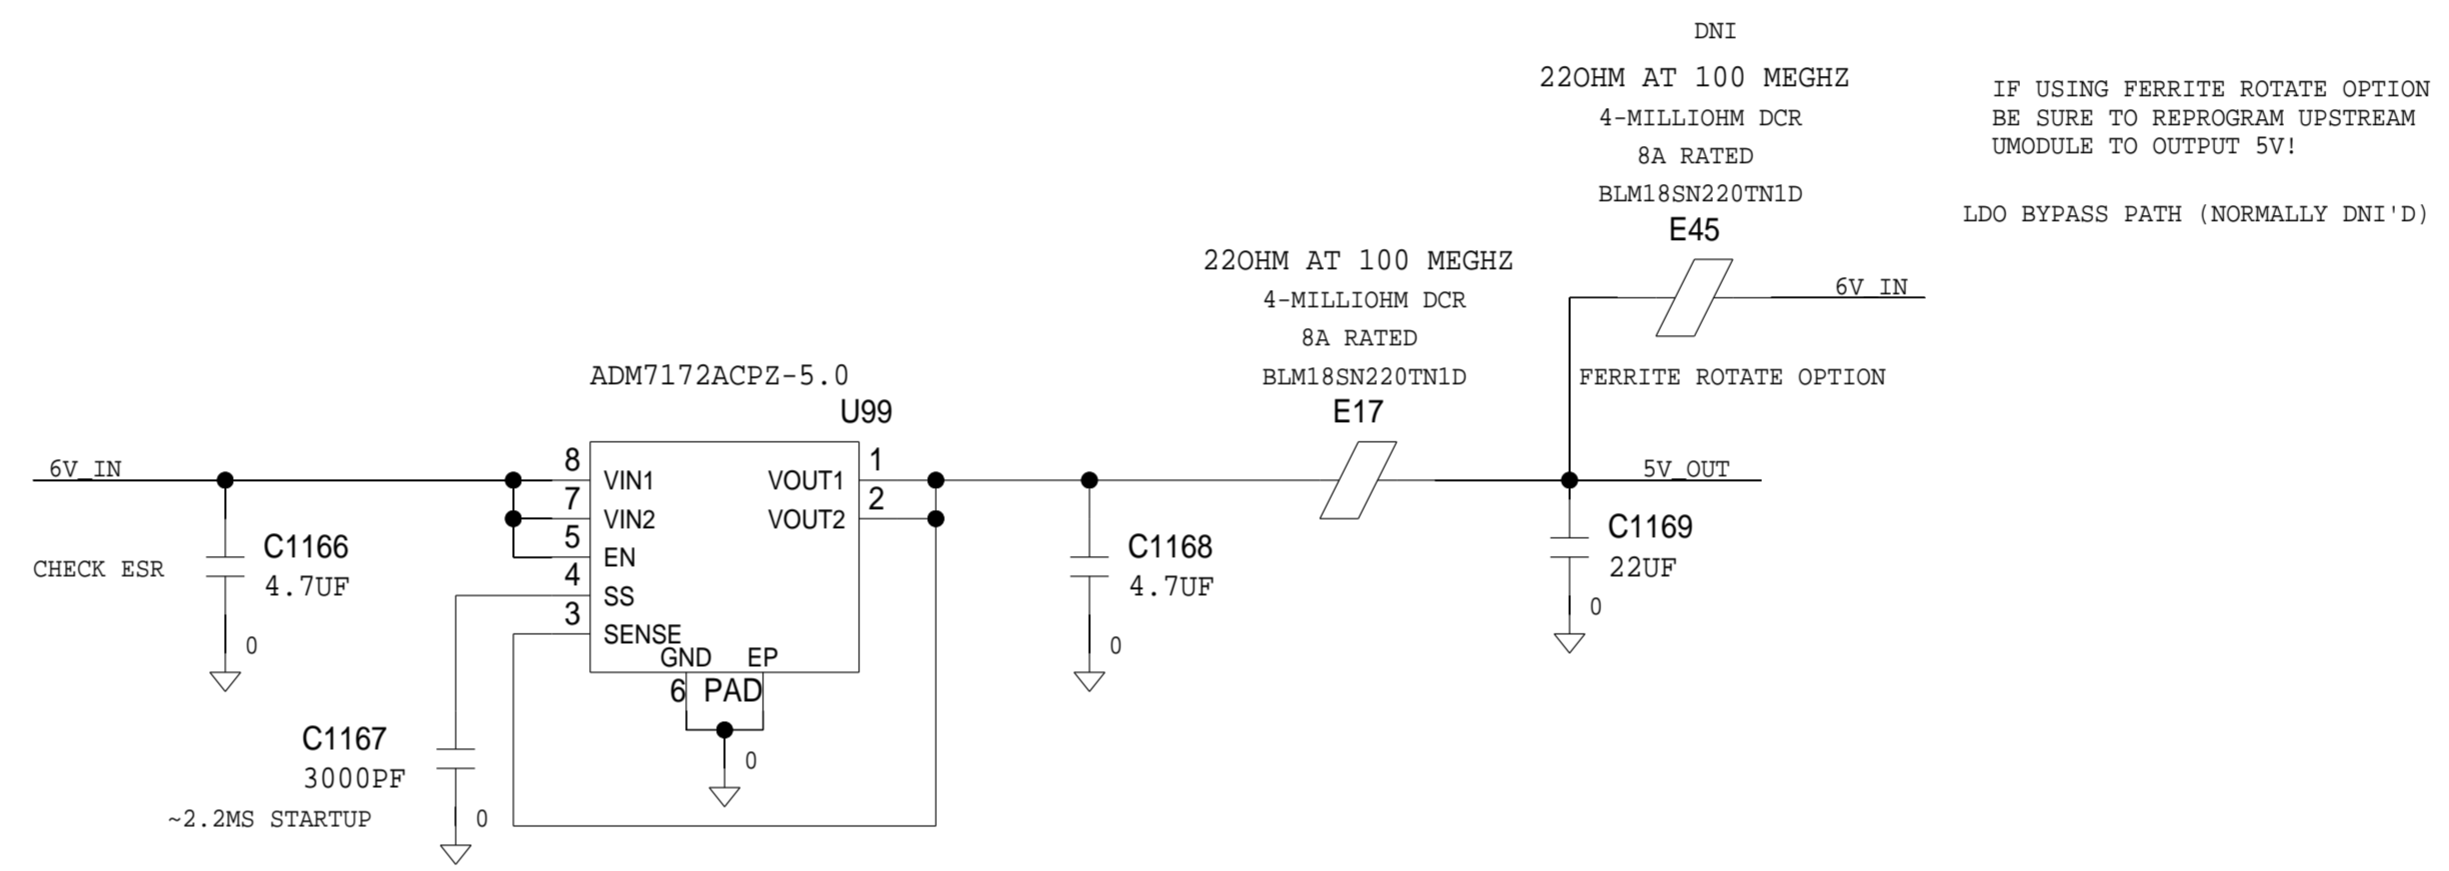 DNI
22OHM AT 100 MEGHZ
4-MILLIOHM DCR
8A RATED
BLM18SN220TN1D
E45
IF USING FERRITE ROTATE OPTION
BE SURE TO REPROGRAM UPSTREAM
UMODULE TO OUTPUT 5V!
LDO BYPASS PATH (NORMALLY DNI'D)
6V_IN
FERRITE ROTATE OPTION
22OHM AT 100 MEGHZ
4-MILLIOHM DCR
8A RATED
BLM18SN220TN1D
E17
ADM7172ACPZ-5.0
U99
6V_IN
8
VIN1
7
VIN2
5
EN
4
SS
3
SENSE
GND
EP
6
PAD
VOUT1
1
VOUT2
2
0
5V_OUT
CHECK ESR
C1166
4.7UF
0
C1167
3000PF
~2.2MS STARTUP
0
C1168
4.7UF
0
C1169
22UF
0